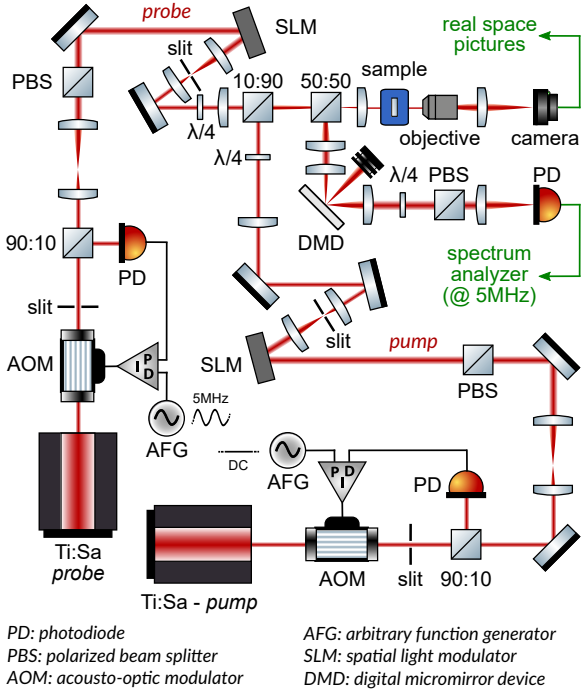 probe
SLM
real space
pictures
slit
PBS
10:90
50:50
sample
λ/4
objective
camera
λ/4
λ/4
PBS
PD
DMD
90:10
PD
spectrum
analyzer
(@ 5MHz)
slit
slit
AOM
P
I
D
SLM
pump
PBS
5MHz
AFG
DC
AFG
P D
I
PD
Ti:Sa
probe
AOM
slit
90:10
Ti:Sa - pump
PD: photodiode
PBS: polarized beam splitter
AOM: acousto-optic modulator
AFG: arbitrary function generator
SLM: spatial light modulator
DMD: digital micromirror device